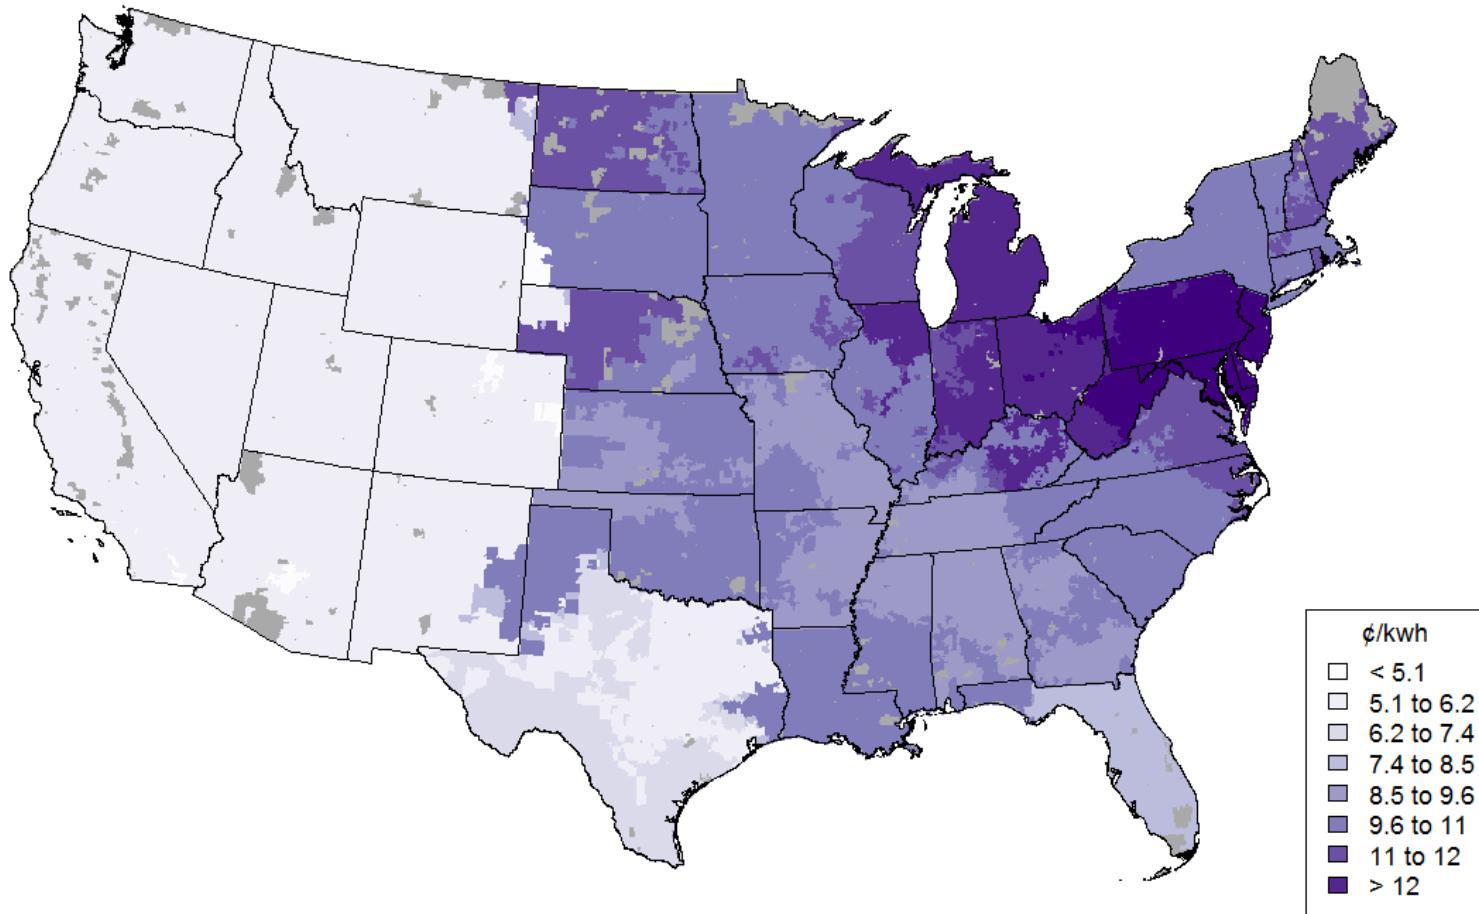 ¢/kwh
< 5.1
5.1 to 6.2
6.2 to 7.4
7.4 to 8.5
8.5 to 9.6
9.6 to 11
11 to 12
> 12